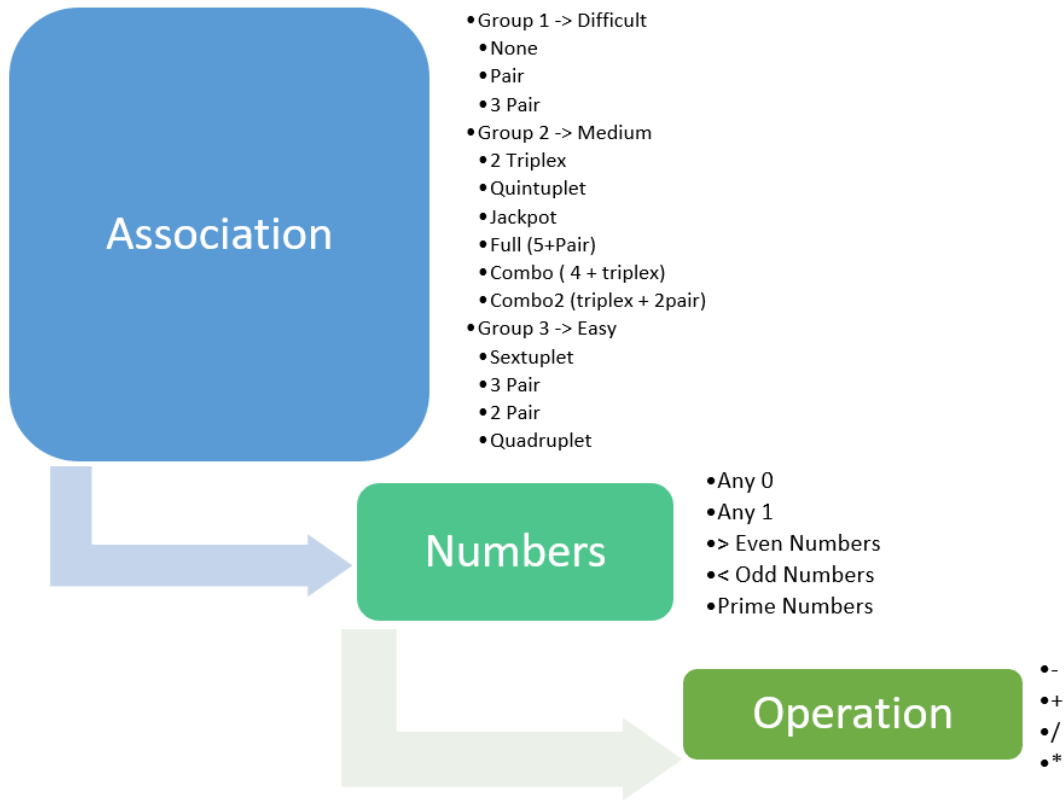 Association
•Group 1 -> Difficult
•None
•Pair
•3 Pair
•Group 2 -> Medium
•2 Triplex
•Quintuplet
•Jackpot
•Full (5+Pair)
•Combo ( 4 + triplex)
•Combo2 (triplex + 2pair)
•Group 3 -> Easy
•Sextuplet
•3 Pair
•2 Pair
•Quadruplet
Numbers
•Any 0
•Any 1
•> Even Numbers
•< Odd Numbers
•Prime Numbers
Operation
•-
•+
•/
•*